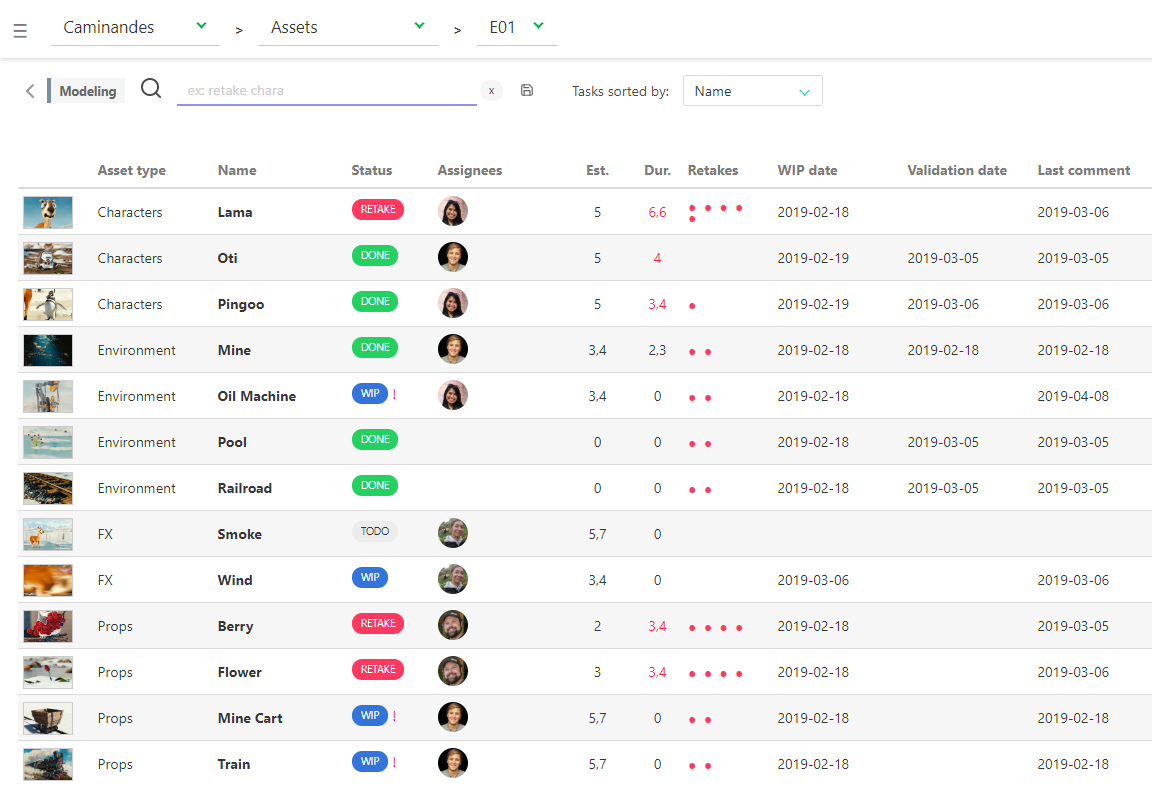 Caminandes > Assets > E01
Modeling ex: retake chara x Tasks sorted by: Name
Asset type Name Status Assignees Est. Dur. Retakes WIP date Validation date Last comment
Characters Lama RETAKE 5 6,6 2019-02-18 2019-03-06
Characters Oti DONE 5 4 2019-02-19 2019-03-05 2019-03-05
Characters Pingoo DONE 5 3,4 2019-02-19 2019-03-06 2019-03-06
Environment Mine DONE 3,4 2,3 2019-02-18 2019-02-18 2019-02-18
Environment Oil Machine WIP ! 3,4 0 2019-02-18 2019-04-08
Environment Pool DONE 0 0 2019-02-18 2019-03-05 2019-03-05
Environment Railroad DONE 0 0 2019-02-18 2019-03-05 2019-03-05
FX Smoke TODO 5,7 0
FX Wind WIP 3,4 0 2019-03-06 2019-03-06
Props Berry RETAKE 2 3,4 2019-02-18 2019-03-05
Props Flower RETAKE 3 3,4 2019-02-18 2019-03-06
Props Mine Cart WIP ! 5,7 0 2019-02-18 2019-02-18
Props Train WIP ! 5,7 0 2019-02-18 2019-02-18